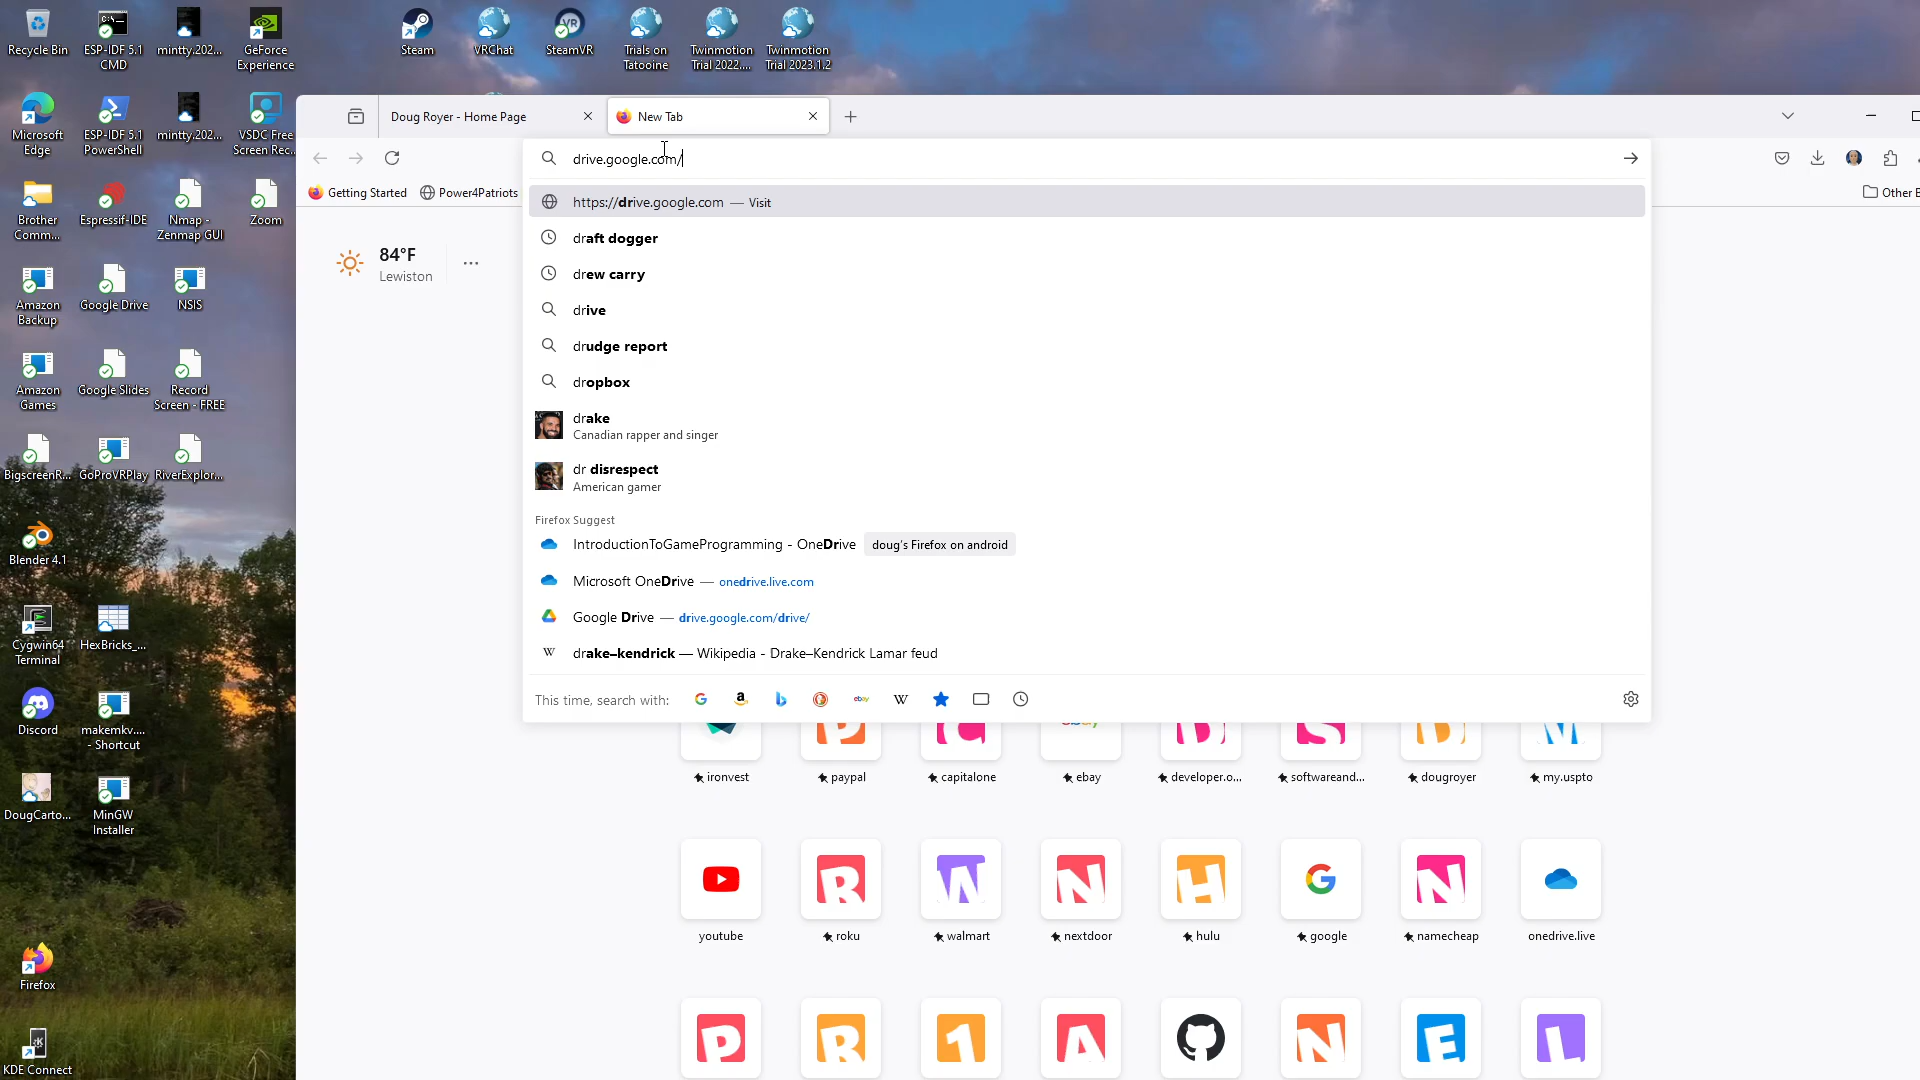 Recycle Bin
ESP-IDF 5.1
CMD
mintty.202...
GeForce
Experience
Steam
VRChat
SteamVR
Trials on
Tatooine
Twinmotion
Trial 2022....
Twinmotion
Trial 2023.1.2
Microsoft
Edge
ESP-IDF 5.1
PowerShell
mintty.202...
VSDC Free
Screen Rec...
Brother
Comm...
Espressif-IDE
Nmap -
Zenmap GUI
Zoom
Amazon
Backup
Google Drive
NSIS
Amazon
Games
Google Slides
Record
Screen - FREE
BigscreenR...
GoProVRPlay
RiverExplor...
Blender 4.1
Cygwin64
Terminal
HexBricks_...
Discord
makemkv....
- Shortcut
DougCarto...
MinGW
Installer
Firefox
KDE Connect
Doug Royer - Home Page
New Tab
drive.google.com/
Getting Started
Power4Patriots
Other B
84°F
Lewiston
https://drive.google.com — Visit
draft dogger
drew carry
drive
drudge report
dropbox
drake
Canadian rapper and singer
dr disrespect
American gamer
Firefox Suggest
IntroductionToGameProgramming - OneDrive doug's Firefox on android
Microsoft OneDrive — onedrive.live.com
Google Drive — drive.google.com/drive/
W drake–kendrick — Wikipedia - Drake–Kendrick Lamar feud
This time, search with:
ironvest
paypal
capitalone
ebay
developer.o...
softwareand...
dougroyer
my.uspto
R W N H G N
youtube
roku
walmart
nextdoor
hulu
google
namecheap
onedrive.live
P R 1 A N E L